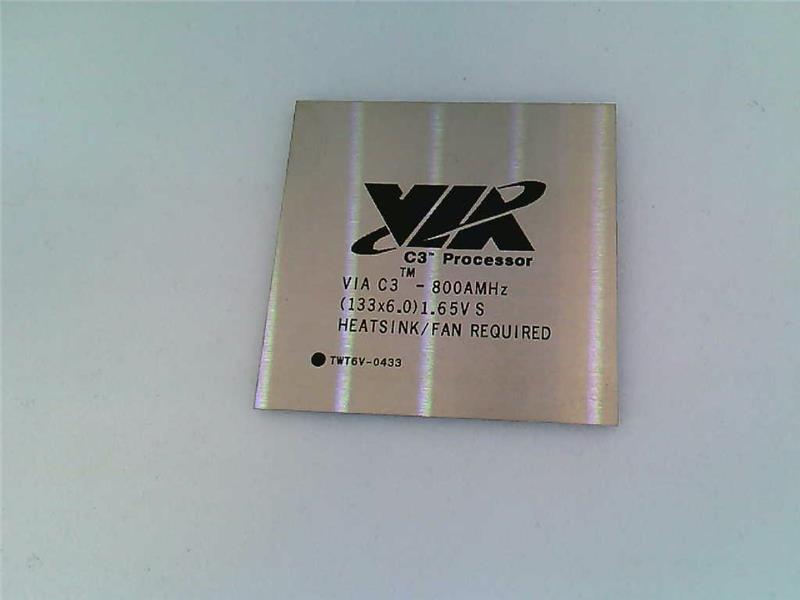 VIA
C3™ Processor
VIA C3™ - 800AMHz
(133x6.0)1.65V S
HEATSINK/FAN REQUIRED
TWT6V-0433